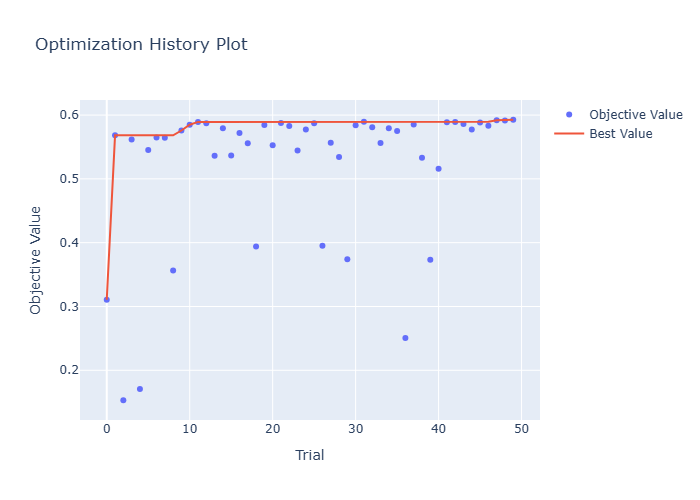 Optimization History Plot
Objective Value
Best Value
0.6
0.5
0.4
0.3
0.2
Objective Value
0 10 20 30 40 50
Trial